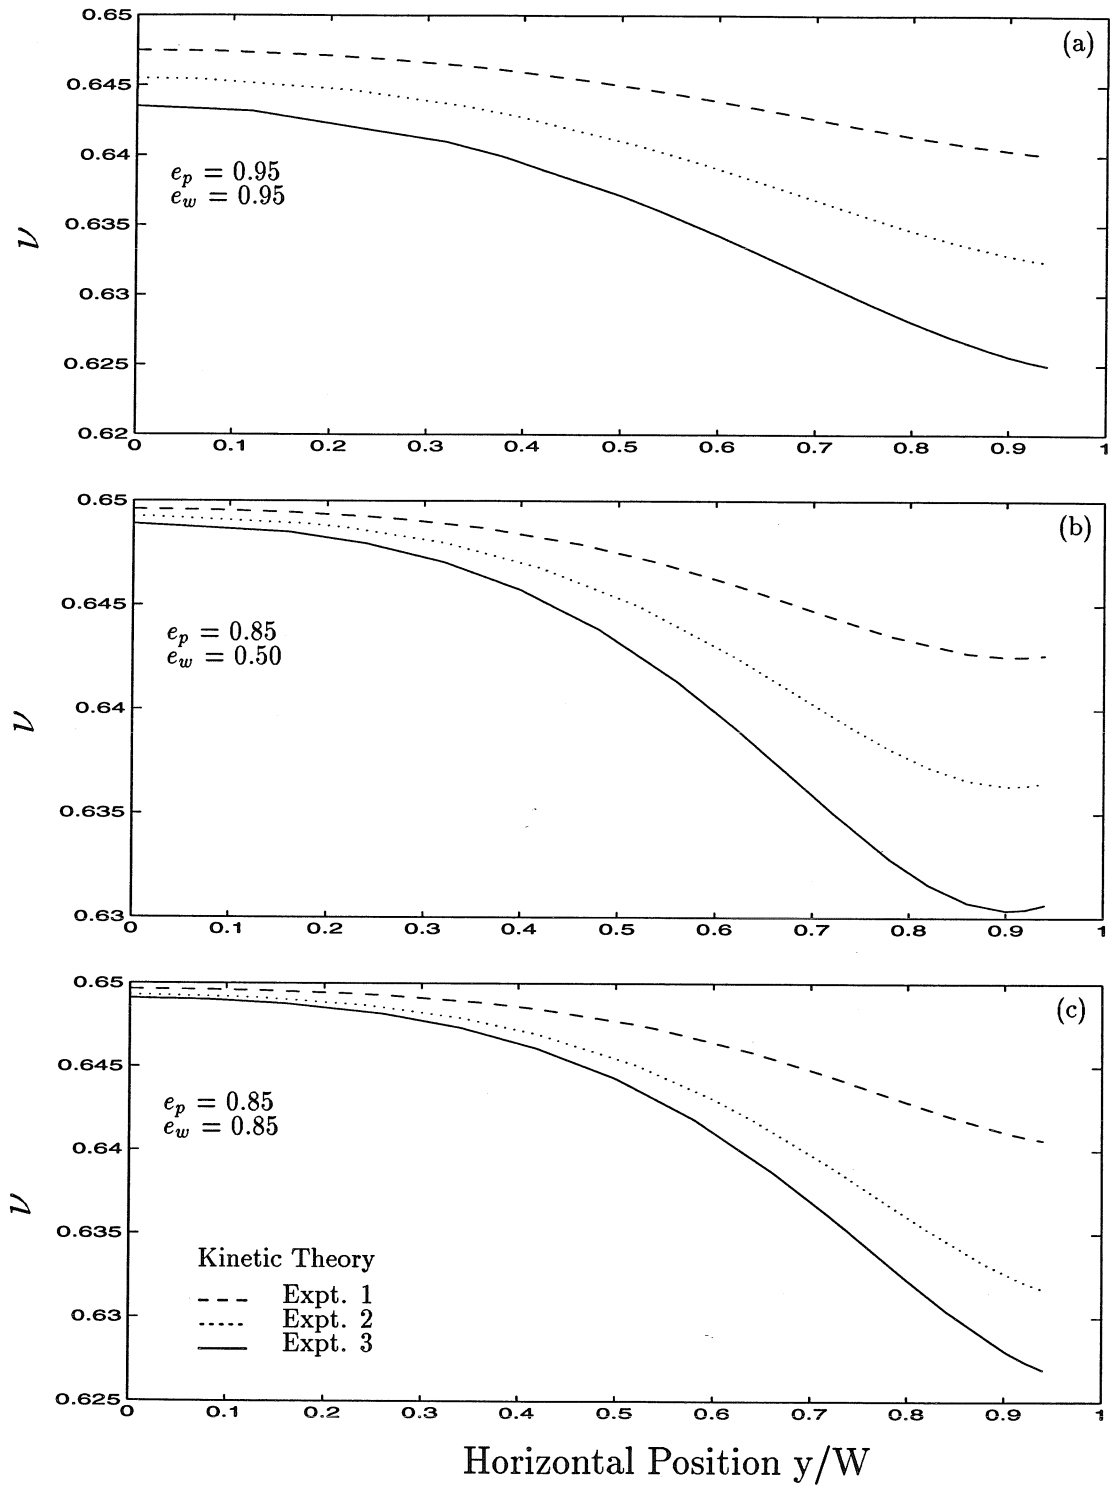 0.65
(a)
0.645
0.64
e_p = 0.95
e_w = 0.95
0.635
ν
0.63
0.625
0.62
0 0.1 0.2 0.3 0.4 0.5 0.6 0.7 0.8 0.9 1
0.65
(b)
0.645
e_p = 0.85
e_w = 0.50
0.64
ν
0.635
0.63
0 0.1 0.2 0.3 0.4 0.5 0.6 0.7 0.8 0.9 1
0.65
(c)
0.645
e_p = 0.85
e_w = 0.85
0.64
ν
0.635
Kinetic Theory
Expt. 1
0.63
Expt. 2
Expt. 3
0.625
0 0.1 0.2 0.3 0.4 0.5 0.6 0.7 0.8 0.9 1
Horizontal Position y/W